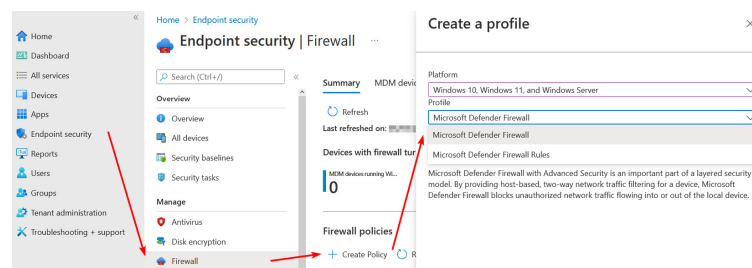 «
Home
Dashboard
All services
Devices
Apps
Endpoint security
Reports
Users
Groups
Tenant administration
Troubleshooting + support
Home > Endpoint security
Endpoint security | Firewall ...
Search (Ctrl+/)
«
Overview
Overview
All devices
Security baselines
Security tasks
Manage
Antivirus
Disk encryption
Firewall
Summary MDM devic
Refresh
Last refreshed on:
Devices with firewall tur
MDM devices running Wi...
0
Firewall policies
+ Create Policy R
Create a profile
Platform
Windows 10, Windows 11, and Windows Server
Profile
Microsoft Defender Firewall
Microsoft Defender Firewall
Microsoft Defender Firewall Rules
Microsoft Defender Firewall with Advanced Security is an important part of a layered security
model. By providing host-based, two-way network traffic filtering for a device, Microsoft
Defender Firewall blocks unauthorized network traffic flowing into or out of the local device.